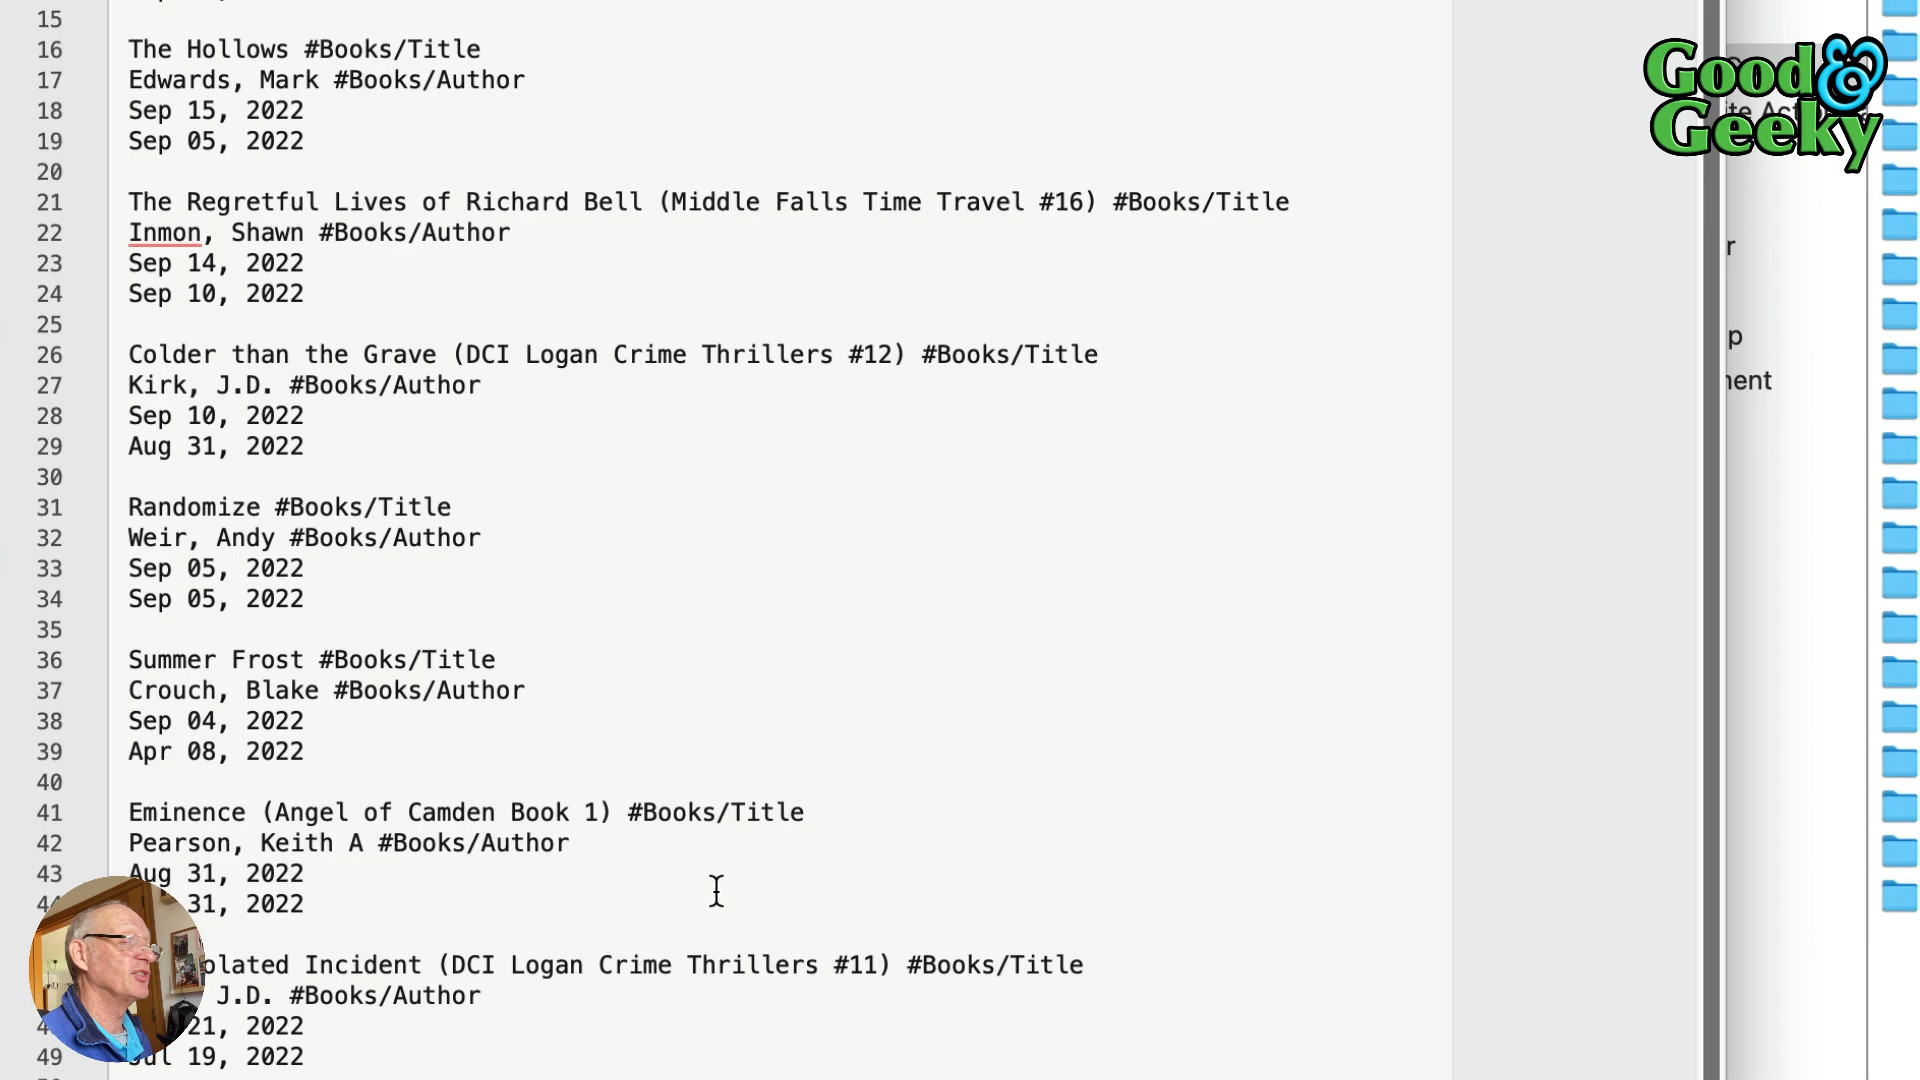 15
16 The Hollows #Books/Title
17 Edwards, Mark #Books/Author
18 Sep 15, 2022
19 Sep 05, 2022
20
21 The Regretful Lives of Richard Bell (Middle Falls Time Travel #16) #Books/Title
22 Inmon, Shawn #Books/Author
23 Sep 14, 2022
24 Sep 10, 2022
25
26 Colder than the Grave (DCI Logan Crime Thrillers #12) #Books/Title
27 Kirk, J.D. #Books/Author
28 Sep 10, 2022
29 Aug 31, 2022
30
31 Randomize #Books/Title
32 Weir, Andy #Books/Author
33 Sep 05, 2022
34 Sep 05, 2022
35
36 Summer Frost #Books/Title
37 Crouch, Blake #Books/Author
38 Sep 04, 2022
39 Apr 08, 2022
40
41 Eminence (Angel of Camden Book 1) #Books/Title
42 Pearson, Keith A #Books/Author
43 Aug 31, 2022
31, 2022
olated Incident (DCI Logan Crime Thrillers #11) #Books/Title
J.D. #Books/Author
21, 2022
49 Jul 19, 2022
Good &
Geeky
r
p
ent